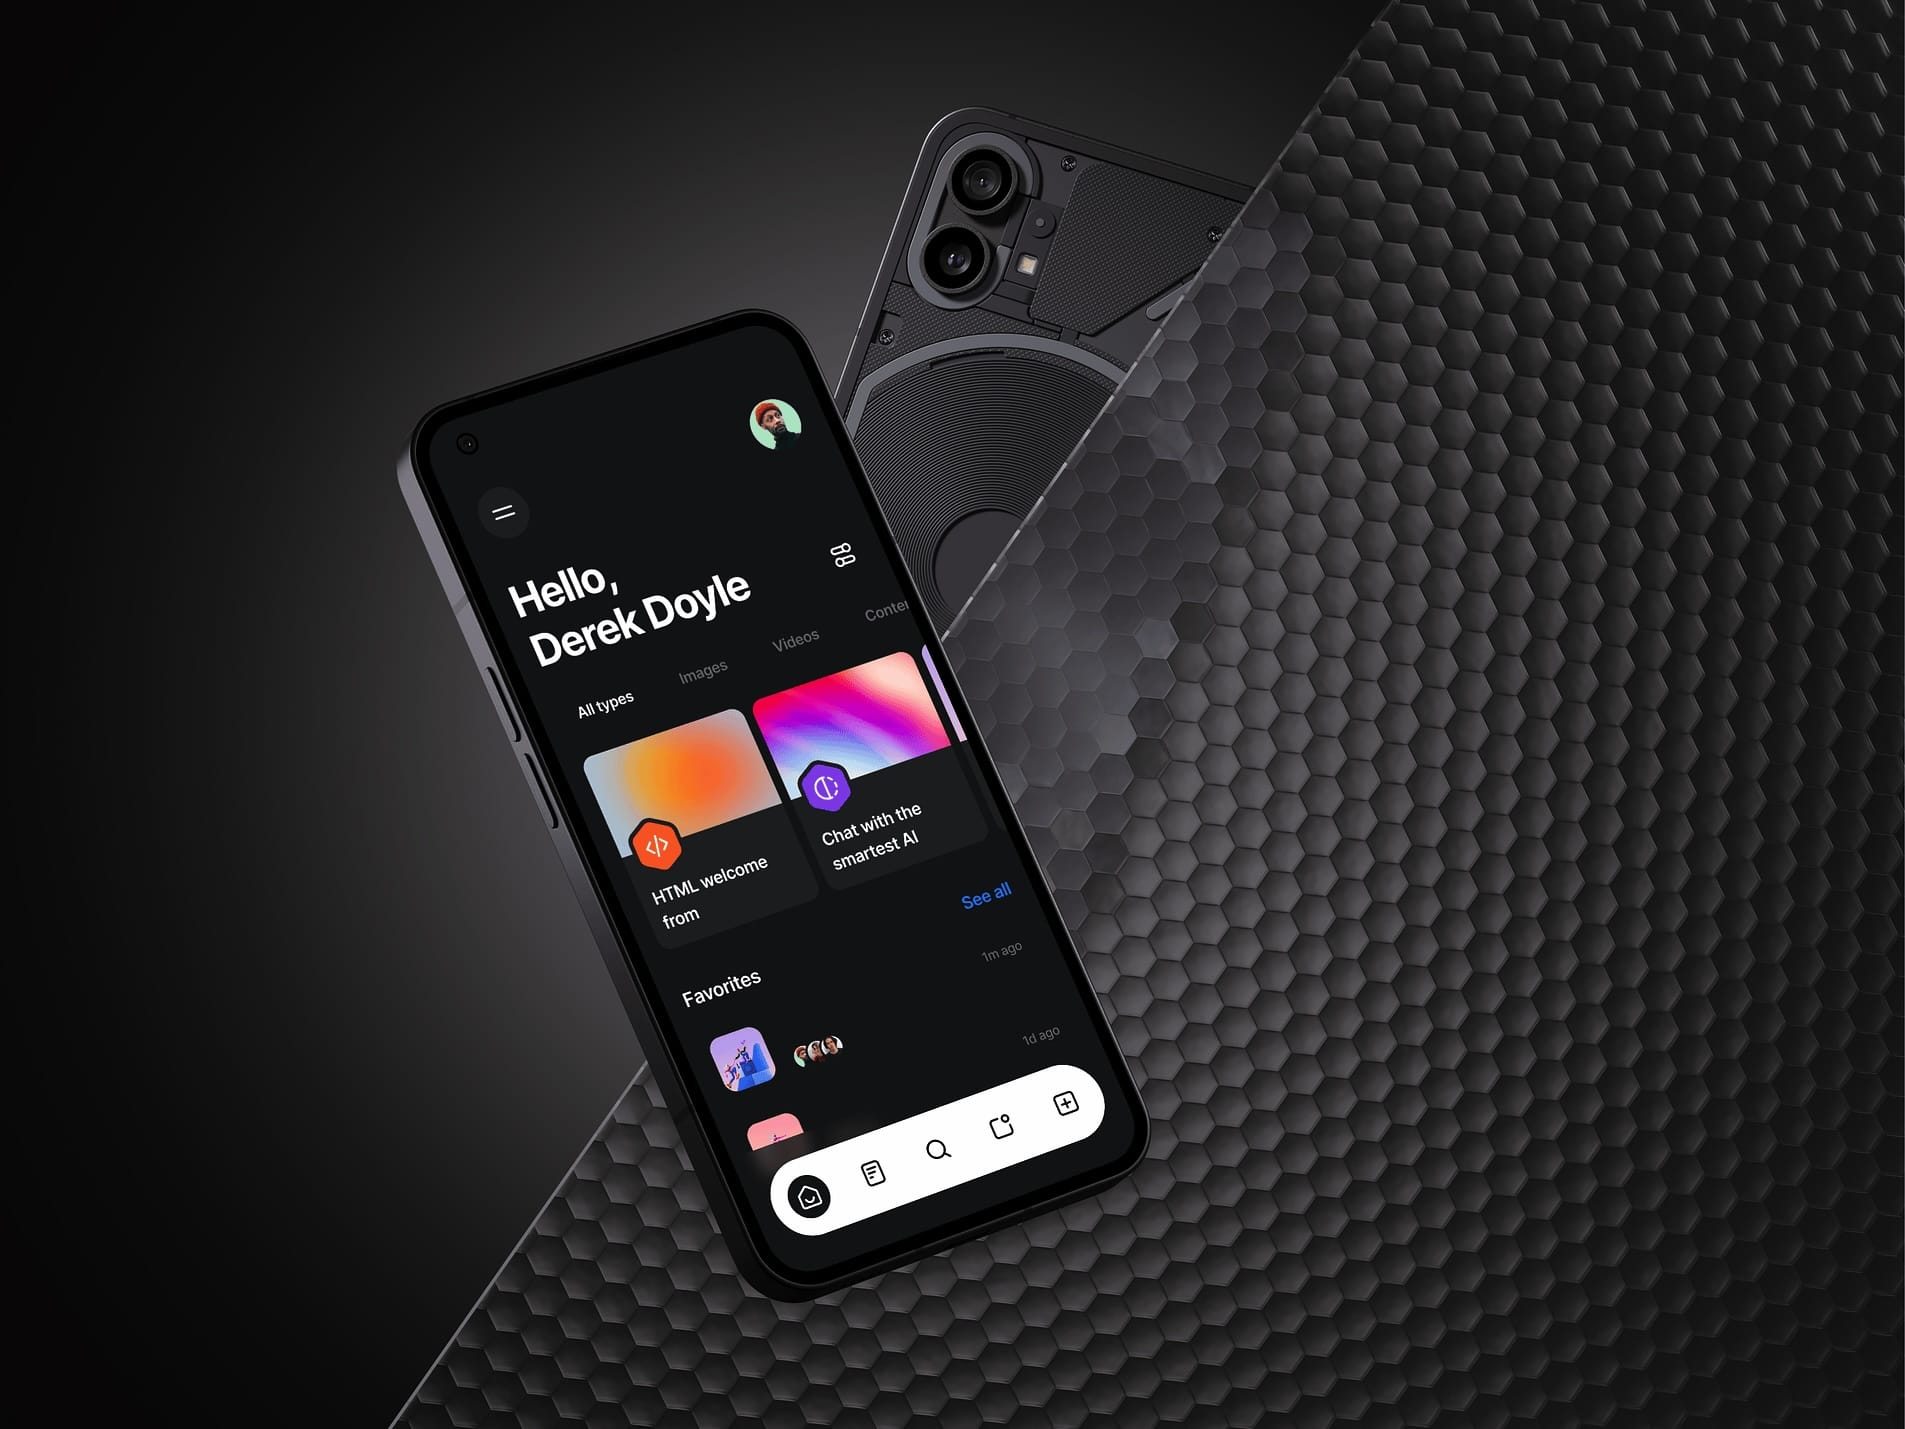 Hello,
Derek Doyle
All types
Images
Videos
Conten
HTML welcome
from
Chat with the
smartest AI
Favorites
See all
1m ago
1d ago